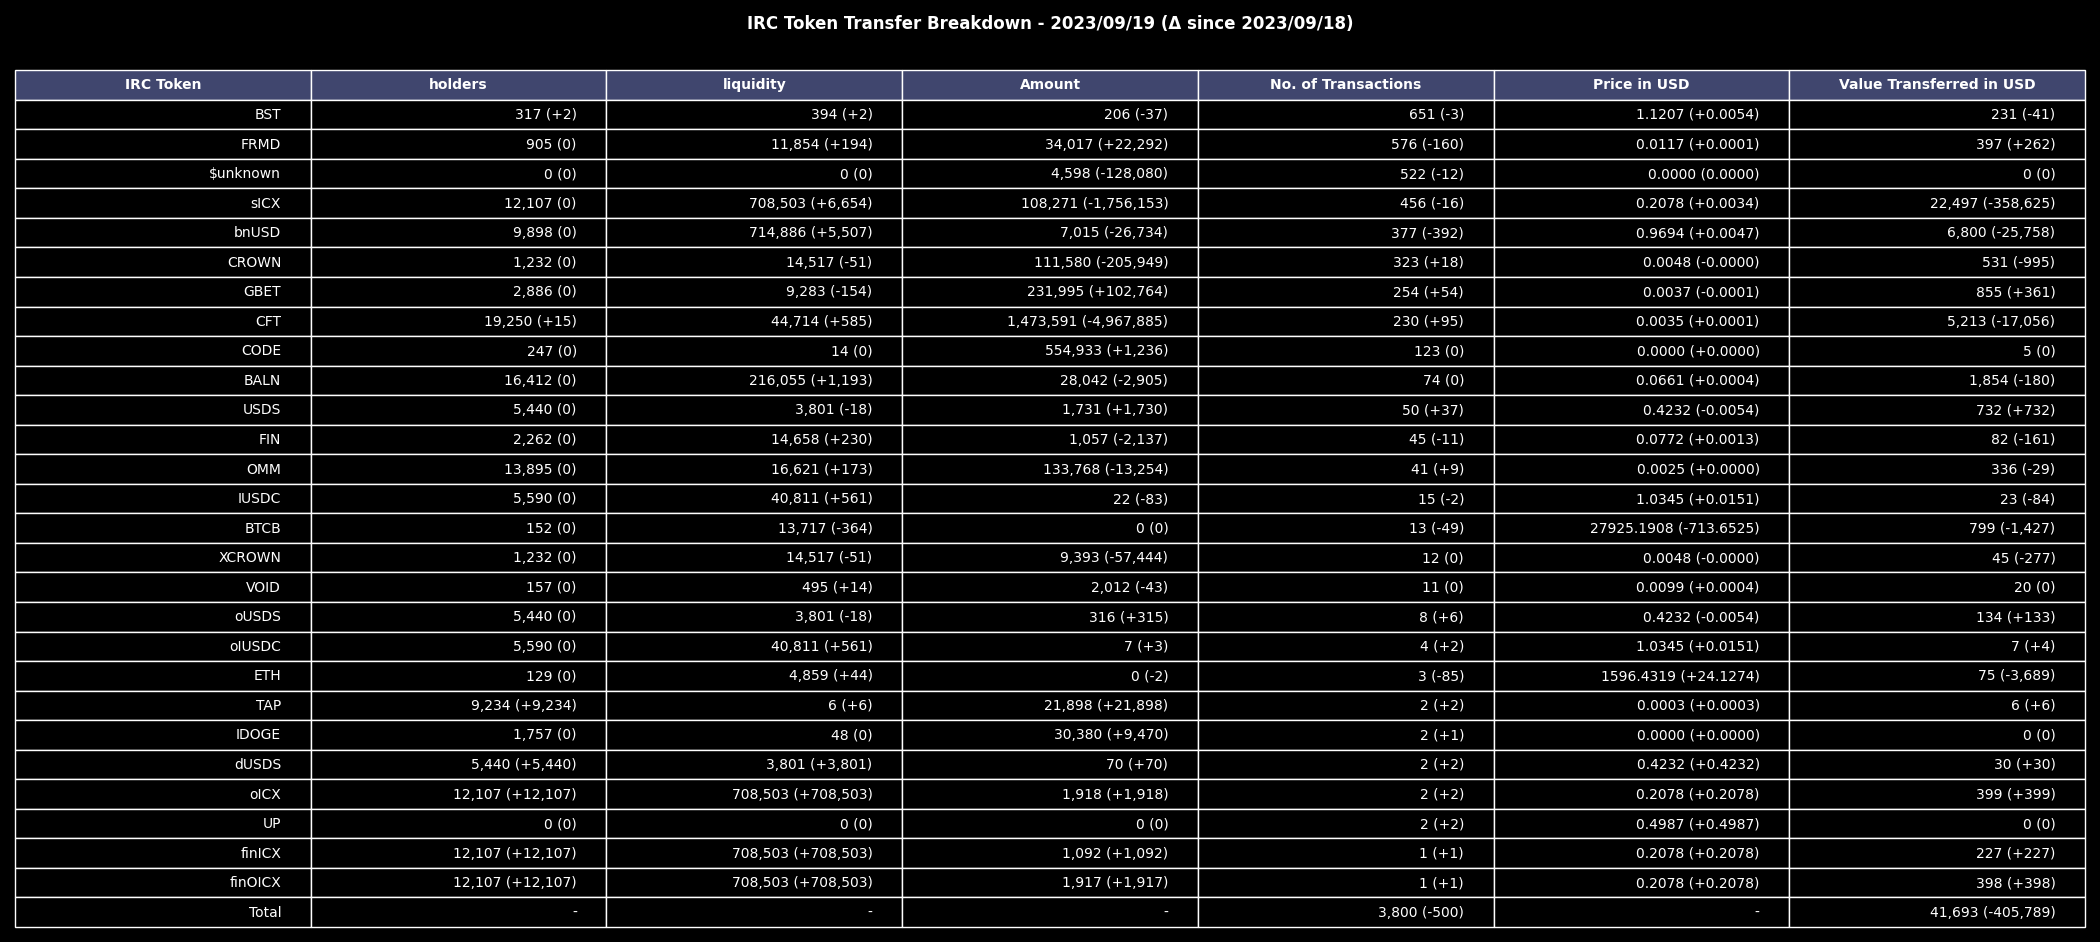 IRC Token Transfer Breakdown - 2023/09/19 (Δ since 2023/09/18)
IRC Token holders liquidity Amount No. of Transactions Price in USD Value Transferred in USD
BST 317 (+2) 394 (+2) 206 (-37) 651 (-3) 1.1207 (+0.0054) 231 (-41)
FRMD 905 (0) 11,854 (+194) 34,017 (+22,292) 576 (-160) 0.0117 (+0.0001) 397 (+262)
$unknown 0 (0) 0 (0) 4,598 (-128,080) 522 (-12) 0.0000 (0.0000) 0 (0)
sICX 12,107 (0) 708,503 (+6,654) 108,271 (-1,756,153) 456 (-16) 0.2078 (+0.0034) 22,497 (-358,625)
bnUSD 9,898 (0) 714,886 (+5,507) 7,015 (-26,734) 377 (-392) 0.9694 (+0.0047) 6,800 (-25,758)
CROWN 1,232 (0) 14,517 (-51) 111,580 (-205,949) 323 (+18) 0.0048 (-0.0000) 531 (-995)
GBET 2,886 (0) 9,283 (-154) 231,995 (+102,764) 254 (+54) 0.0037 (-0.0001) 855 (+361)
CFT 19,250 (+15) 44,714 (+585) 1,473,591 (-4,967,885) 230 (+95) 0.0035 (+0.0001) 5,213 (-17,056)
CODE 247 (0) 14 (0) 554,933 (+1,236) 123 (0) 0.0000 (+0.0000) 5 (0)
BALN 16,412 (0) 216,055 (+1,193) 28,042 (-2,905) 74 (0) 0.0661 (+0.0004) 1,854 (-180)
USDS 5,440 (0) 3,801 (-18) 1,731 (+1,730) 50 (+37) 0.4232 (-0.0054) 732 (+732)
FIN 2,262 (0) 14,658 (+230) 1,057 (-2,137) 45 (-11) 0.0772 (+0.0013) 82 (-161)
OMM 13,895 (0) 16,621 (+173) 133,768 (-13,254) 41 (+9) 0.0025 (+0.0000) 336 (-29)
IUSDC 5,590 (0) 40,811 (+561) 22 (-83) 15 (-2) 1.0345 (+0.0151) 23 (-84)
BTCB 152 (0) 13,717 (-364) 0 (0) 13 (-49) 27925.1908 (-713.6525) 799 (-1,427)
XCROWN 1,232 (0) 14,517 (-51) 9,393 (-57,444) 12 (0) 0.0048 (-0.0000) 45 (-277)
VOID 157 (0) 495 (+14) 2,012 (-43) 11 (0) 0.0099 (+0.0004) 20 (0)
oUSDS 5,440 (0) 3,801 (-18) 316 (+315) 8 (+6) 0.4232 (-0.0054) 134 (+133)
oIUSDC 5,590 (0) 40,811 (+561) 7 (+3) 4 (+2) 1.0345 (+0.0151) 7 (+4)
ETH 129 (0) 4,859 (+44) 0 (-2) 3 (-85) 1596.4319 (+24.1274) 75 (-3,689)
TAP 9,234 (+9,234) 6 (+6) 21,898 (+21,898) 2 (+2) 0.0003 (+0.0003) 6 (+6)
IDOGE 1,757 (0) 48 (0) 30,380 (+9,470) 2 (+1) 0.0000 (+0.0000) 0 (0)
dUSDS 5,440 (+5,440) 3,801 (+3,801) 70 (+70) 2 (+2) 0.4232 (+0.4232) 30 (+30)
oICX 12,107 (+12,107) 708,503 (+708,503) 1,918 (+1,918) 2 (+2) 0.2078 (+0.2078) 399 (+399)
UP 0 (0) 0 (0) 0 (0) 2 (+2) 0.4987 (+0.4987) 0 (0)
finICX 12,107 (+12,107) 708,503 (+708,503) 1,092 (+1,092) 1 (+1) 0.2078 (+0.2078) 227 (+227)
finOICX 12,107 (+12,107) 708,503 (+708,503) 1,917 (+1,917) 1 (+1) 0.2078 (+0.2078) 398 (+398)
Total - - - 3,800 (-500) - 41,693 (-405,789)